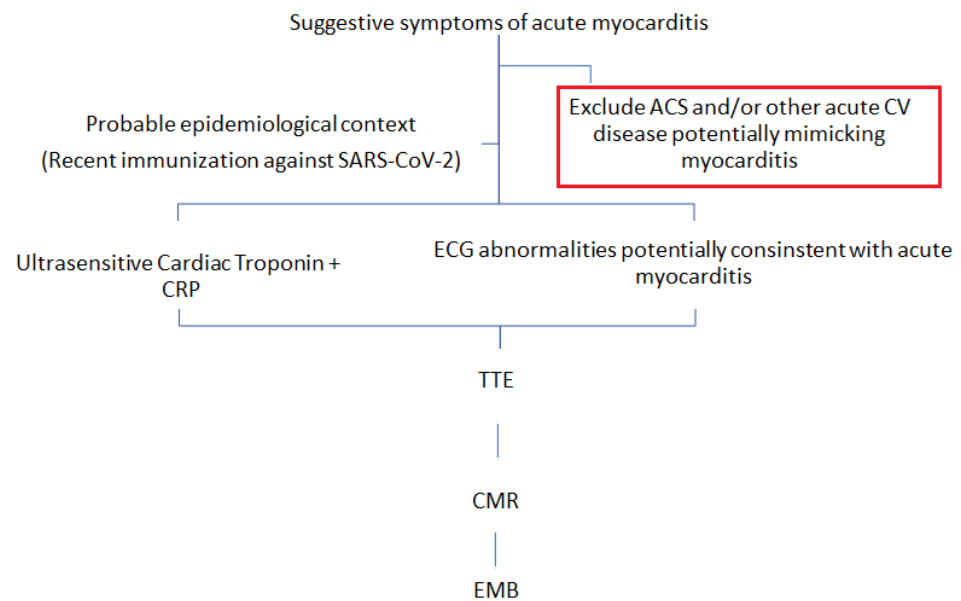 Suggestive symptoms of acute myocarditis
Exclude ACS and/or other acute CV
disease potentially mimicking
myocarditis
Probable epidemiological context
(Recent immunization against SARS-CoV-2)
Ultrasensitive Cardiac Troponin +
CRP
ECG abnormalities potentially consinstent with acute
myocarditis
TTE
CMR
EMB